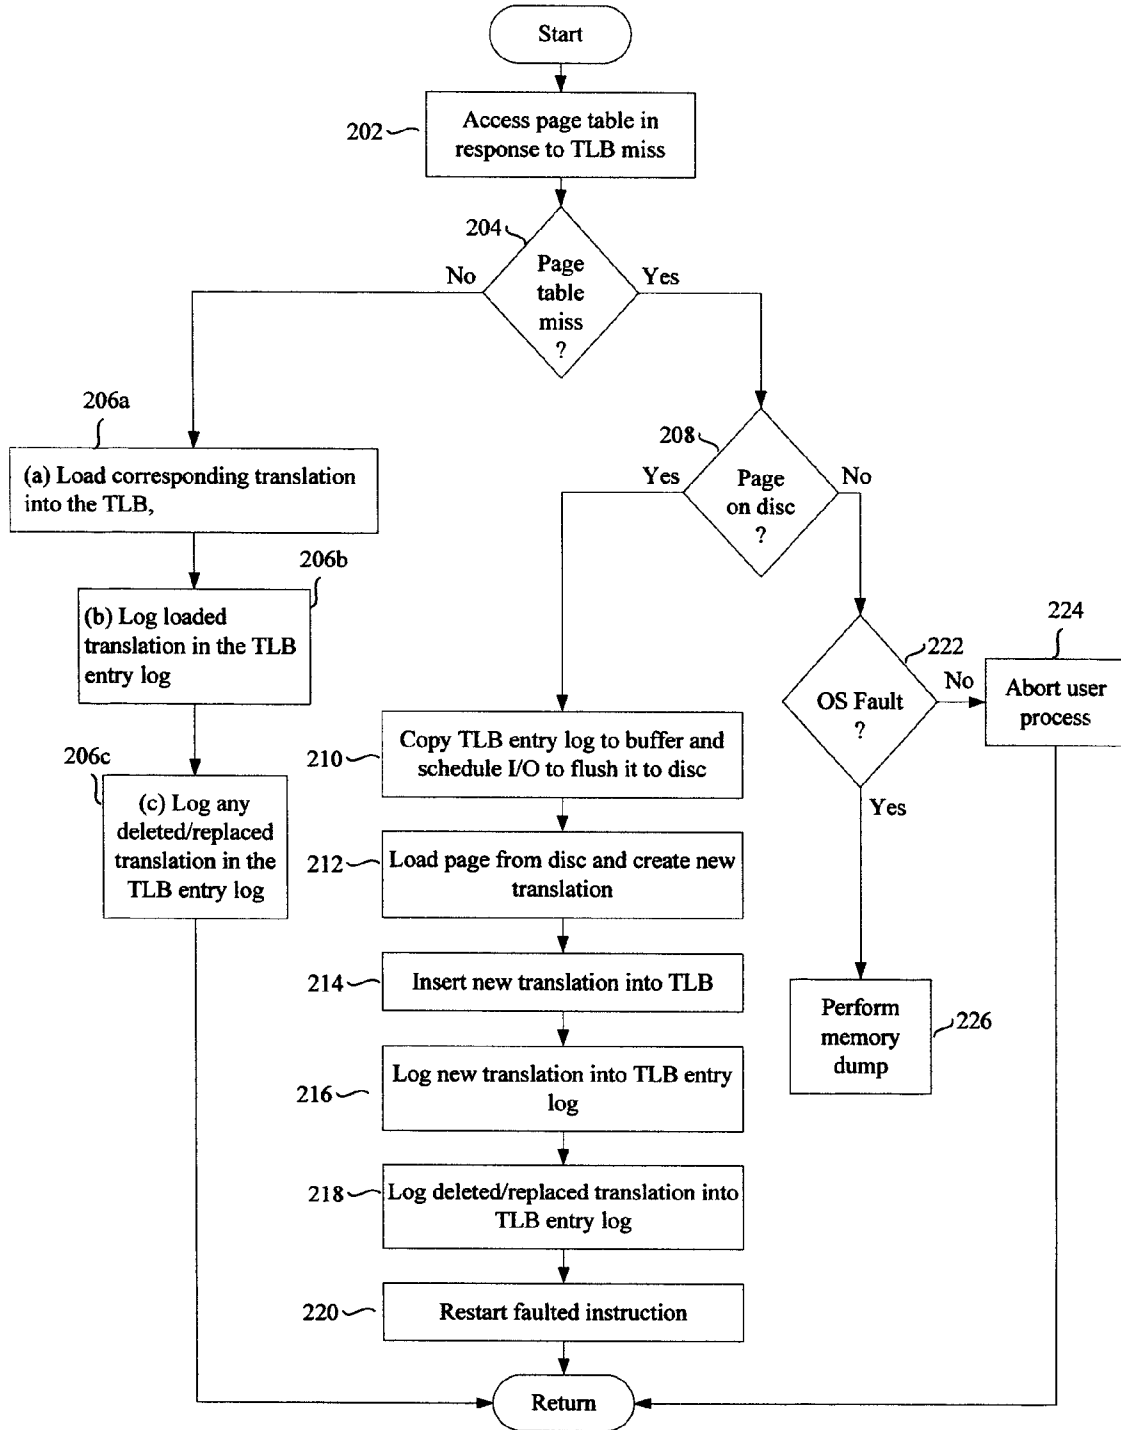 Start
202
Access page table in
response to TLB miss
204
Page
table
miss
?
No
Yes
206a
(a) Load corresponding translation
into the TLB,
208
Page
on disc
?
Yes
No
206b
(b) Log loaded
translation in the TLB
entry log
222
OS Fault
?
No
Yes
224
Abort user
process
206c
(c) Log any
deleted/replaced
translation in the
TLB entry log
210
Copy TLB entry log to buffer and
schedule I/O to flush it to disc
212
Load page from disc and create new
translation
214
Insert new translation into TLB
226
Perform
memory
dump
216
Log new translation into TLB entry
log
218
Log deleted/replaced translation into
TLB entry log
220
Restart faulted instruction
Return